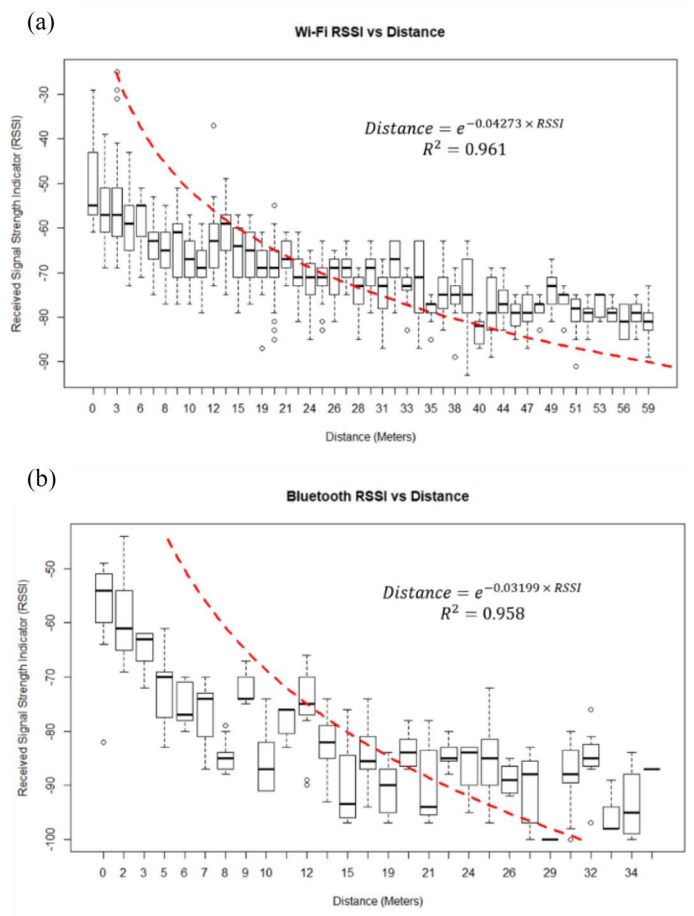 (a)
Wi-Fi RSSI vs Distance
Received Signal Strength Indicator (RSSI)
-30
-40
-50
-60
-70
-80
-90
Distance = e^{-0.04273 × RSSI}
R² = 0.961
0 3 6 8 10 12 15 17 19 21 24 26 28 31 33 35 38 40 44 47 49 51 53 56 59
Distance (Meters)
(b)
Bluetooth RSSI vs Distance
Received Signal Strength Indicator (RSSI)
-50
-60
-70
-80
-90
-100
Distance = e^{-0.03199 × RSSI}
R² = 0.958
0 2 3 5 6 7 8 9 10 11 12 13 15 17 19 21 24 26 29 32 34
Distance (Meters)